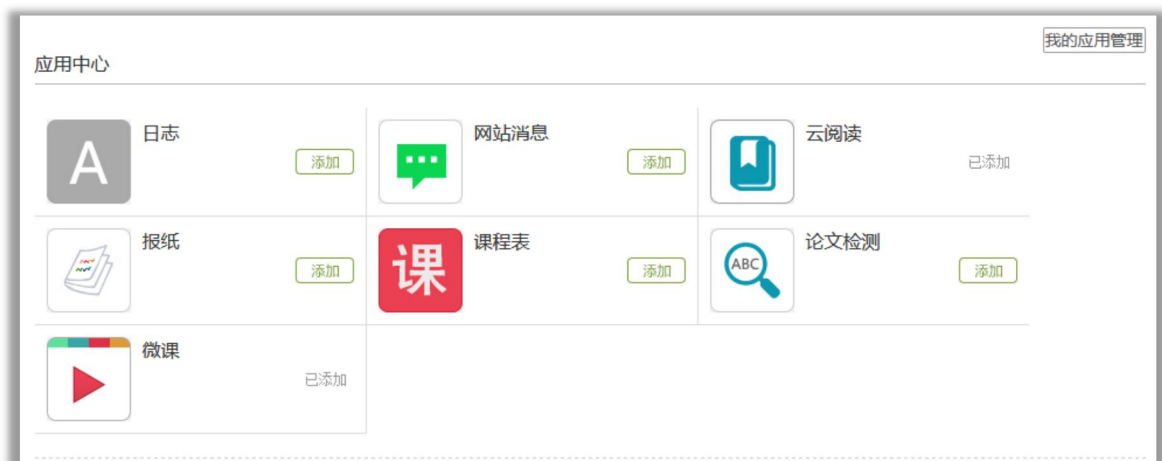 我的应用管理
应用中心
A
日志
添加
网站消息
添加
云阅读
已添加
报纸
添加
课
课程表
添加
ABC
论文检测
添加
微课
已添加